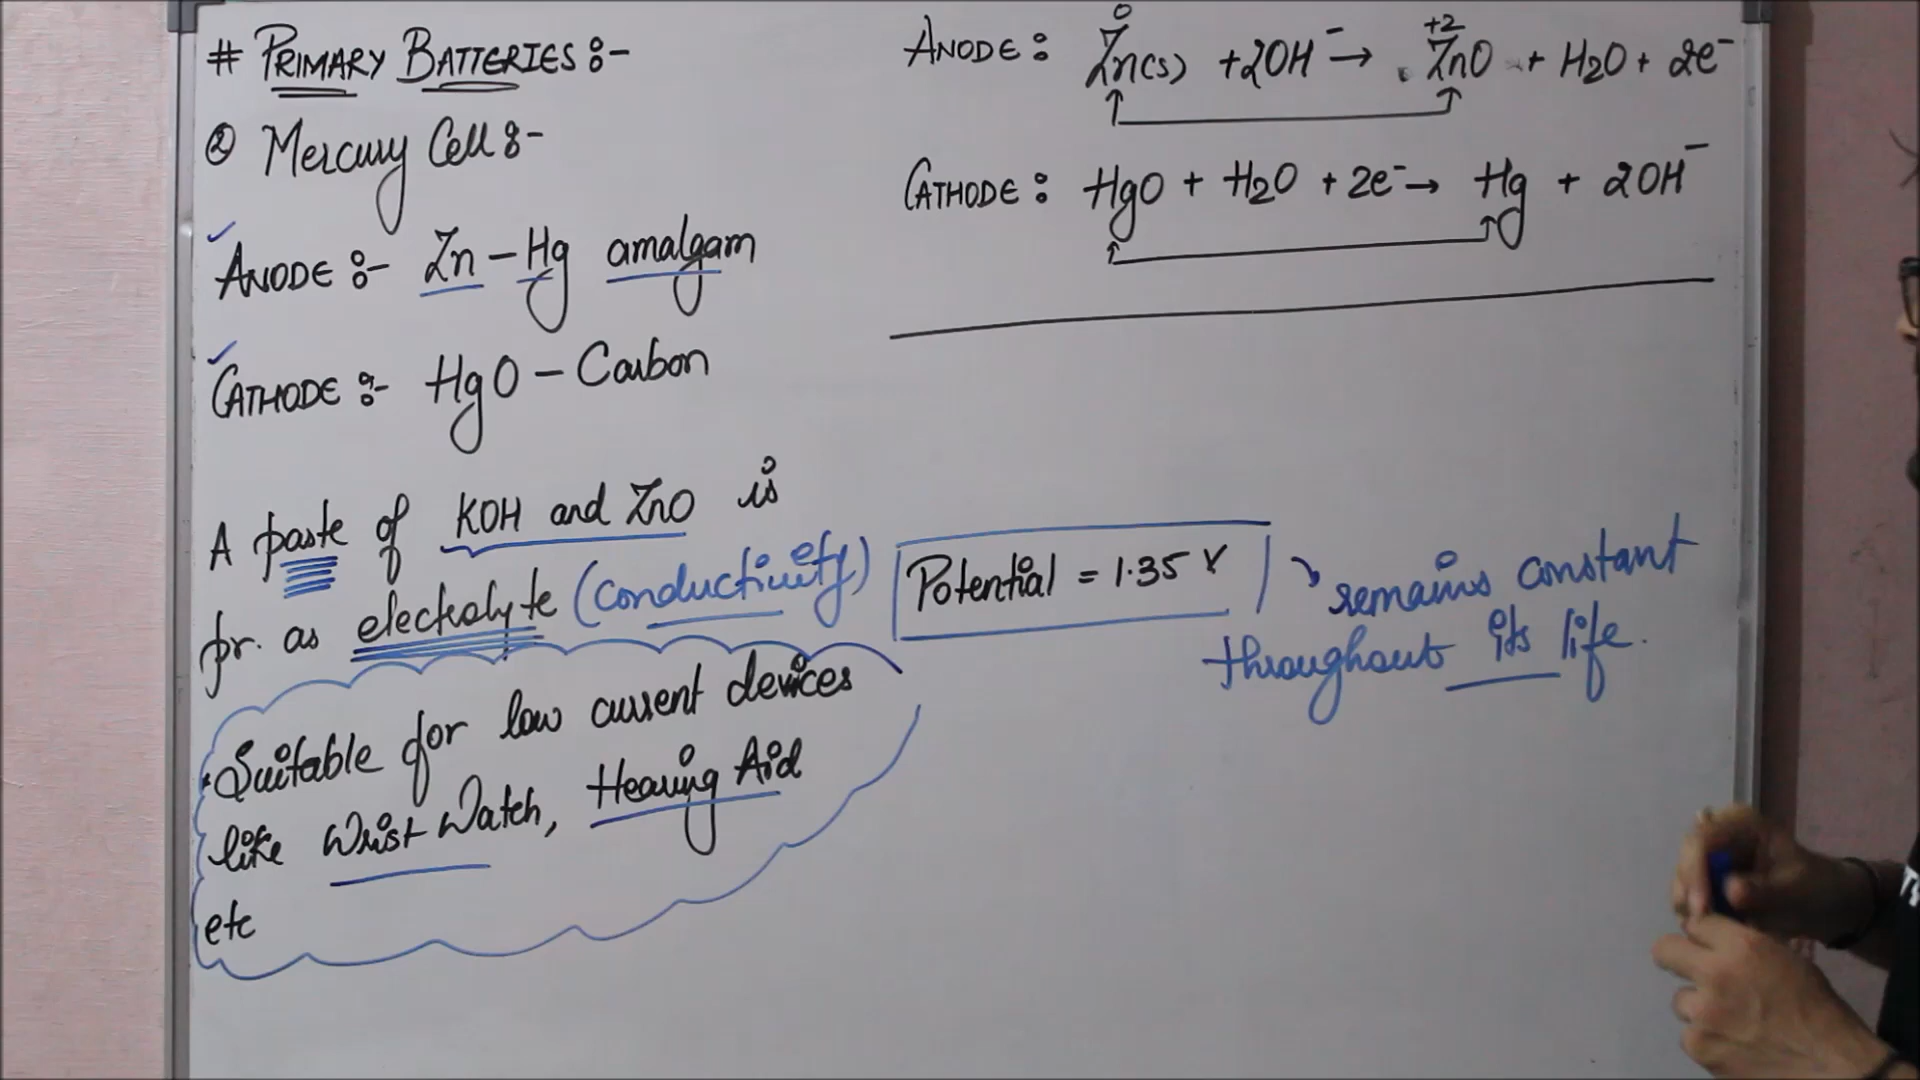 # PRIMARY BATTERIES :-
② Mercury Cell :-
ANODE :- Zn - Hg amalgam
CATHODE :- HgO - Carbon
A paste of KOH and ZnO is
pr. as electrolyte (conductivity)
Suitable for low current devices
like Wrist Watch, Hearing Aid
etc
0 +2
ANODE : Zn(s) + 2OH⁻ → ZnO + H2O + 2e⁻
CATHODE : HgO + H2O + 2e⁻ → Hg + 2OH⁻
Potential = 1.35 V
remains constant
throughout its life.